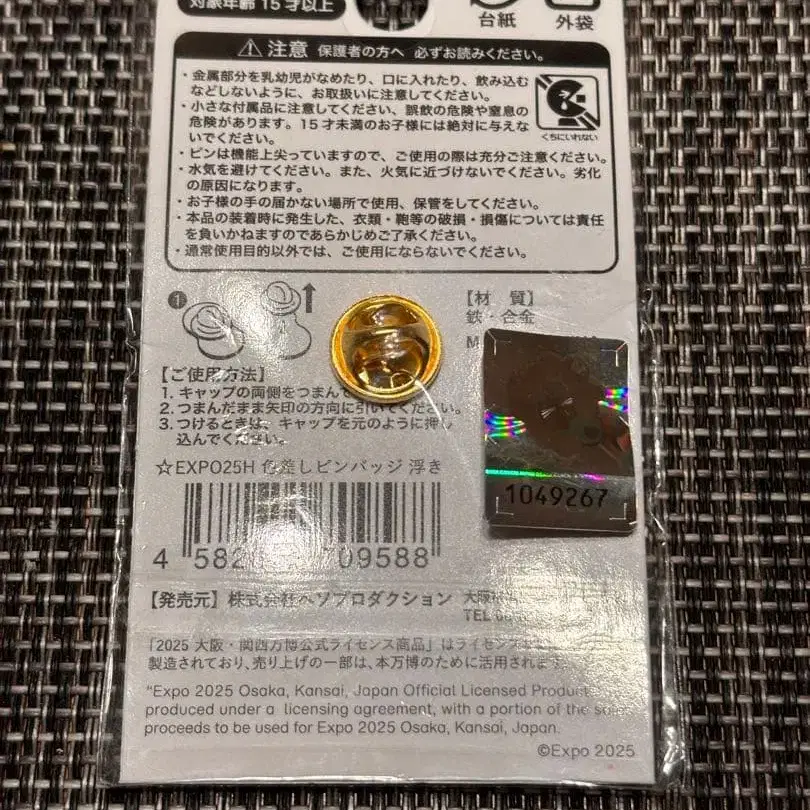 対象年齢 15才以上
台紙
外袋
⚠注意 保護者の方へ 必ずお読みください。
・金属部分を乳幼児がなめたり、口に入れたり、飲み込む
などしないように、お取扱いに注意してください。
・小さな付属品に注意してください、誤飲の危険や窒息の
危険があります。15才未満のお子様には絶対に与えな
いでください。
くちにいれない
・ピンは機能上尖っていますので、ご使用の際は充分ご注意ください。
・水気を避けてください。また、火気に近づけないでください。劣化
の原因になります。
・お子様の手の届かない場所で使用、保管をしてください。
・本品の装着時に発生した、衣類・鞄等の破損・損傷については責任
を負いかねますのであらかじめご了承ください。
・通常使用目的以外では、ご使用にならないでください。
1
【材 質】
鉄・合金
【ご使用方法】
1. キャップの両側をつまんで
2. つまんだまま矢印の方向に引いてください。
3. つけるときは、キャップを元のように押し
込んでください。
☆EXPO25H 色差しピンバッジ 浮き
1049267
4 582 709588
【発売元】株式会社ヘソプロダクション 大阪
TEL
「2025 大阪・関西万博公式ライセンス商品」はライセンス
製造されており、売り上げの一部は、本万博のために活用されます
"Expo 2025 Osaka, Kansai, Japan Official Licensed Product
produced under a licensing agreement, with a portion of the
proceeds to be used for Expo 2025 Osaka, Kansai, Japan.
©Expo 2025